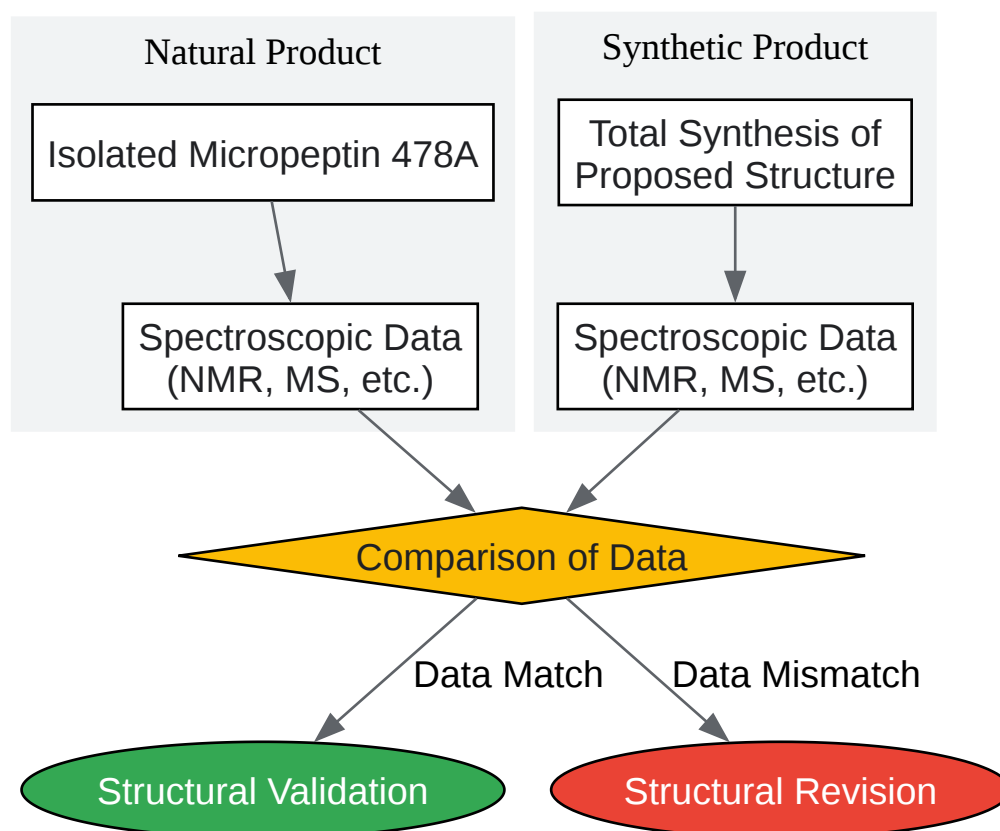 Natural Product
Isolated Micropeptin 478A
Spectroscopic Data
(NMR, MS, etc.)
Synthetic Product
Total Synthesis of
Proposed Structure
Spectroscopic Data
(NMR, MS, etc.)
Comparison of Data
Data Match
Data Mismatch
Structural Validation
Structural Revision